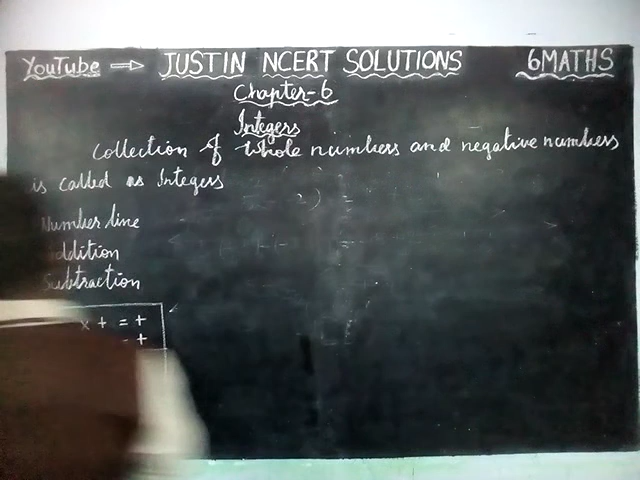 YouTube ⇒ JUSTIN NCERT SOLUTIONS 6MATHS
Chapter-6
Integers
Collection of Whole numbers and negative numbers
is called as Integers
Number line
Addition
Subtraction
x + = +
= +